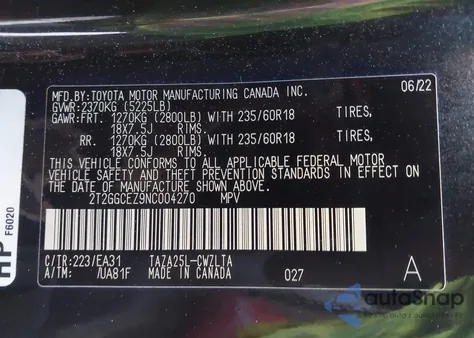 MFD.BY:TOYOTA MOTOR MANUFACTURING CANADA INC. 06/22
GVWR:2370KG (5225LB)
GAWR:FRT. 1270KG (2800LB) WITH 235/60R18 TIRES,
18X7.5J RIMS.
RR. 1270KG (2800LB) WITH 235/60R18 TIRES,
18X7.5J RIMS.
THIS VEHICLE CONFORMS TO ALL APPLICABLE FEDERAL MOTOR
VEHICLE SAFETY AND THEFT PREVENTION STANDARDS IN EFFECT
ON THE DATE OF MANUFACTURE SHOWN ABOVE.
2T2GGCEZ9NC004270 MPV
C/TR:223/EA31 TAZA25L-CWZLTA
A/TM: /UA81F MADE IN CANADA 027 A
HP
F6020
autoSnap